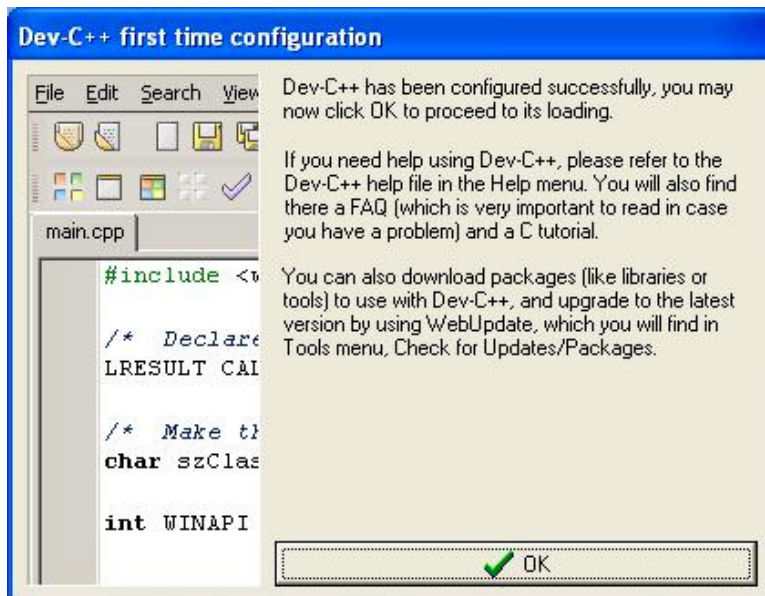 Dev-C++ first time configuration
File Edit Search View
main.cpp
#include <w
/* Declare
LRESULT CAL
/* Make th
char szClas
int WINAPI
Dev-C++ has been configured successfully, you may
now click OK to proceed to its loading.
If you need help using Dev-C++, please refer to the
Dev-C++ help file in the Help menu. You will also find
there a FAQ (which is very important to read in case
you have a problem) and a C tutorial.
You can also download packages (like libraries or
tools) to use with Dev-C++, and upgrade to the latest
version by using WebUpdate, which you will find in
Tools menu, Check for Updates/Packages.
OK